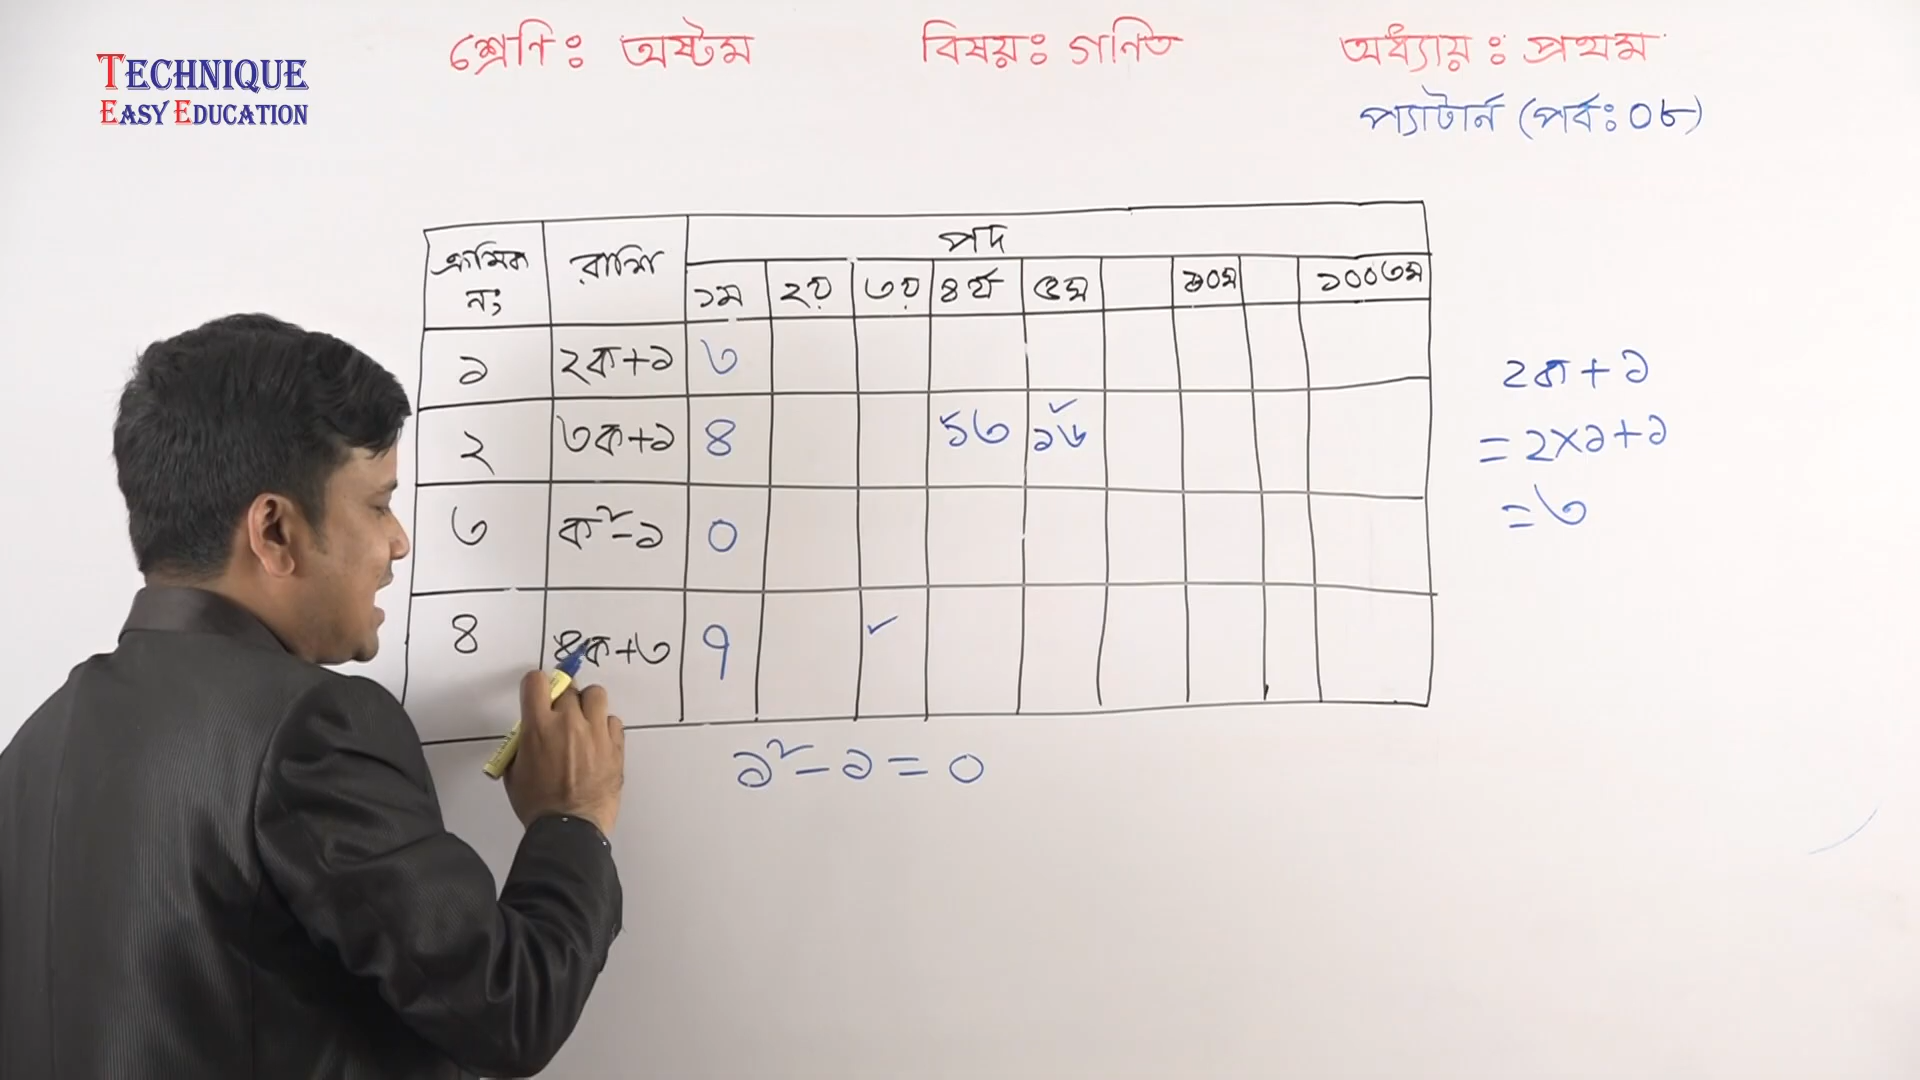 TECHNIQUE
EASY EDUCATION
শ্রেণি: অষ্টম বিষয়: গণিত অধ্যায়: প্রথম
প্যাটার্ন (পর্ব: ০৮)
ক্রমিক নং রাশি পদ
১ম ২য় ৩য় ৪র্থ ৫ম ১০ম ১০০তম
১ ২ক+১ ৩
২ ৩ক+১ ৪ ১৩ ১৬
৩ ক²-১ ০
৪ ৪ক+৩ ৭
২ক+১
=২×১+১
=৩
১²-১=০